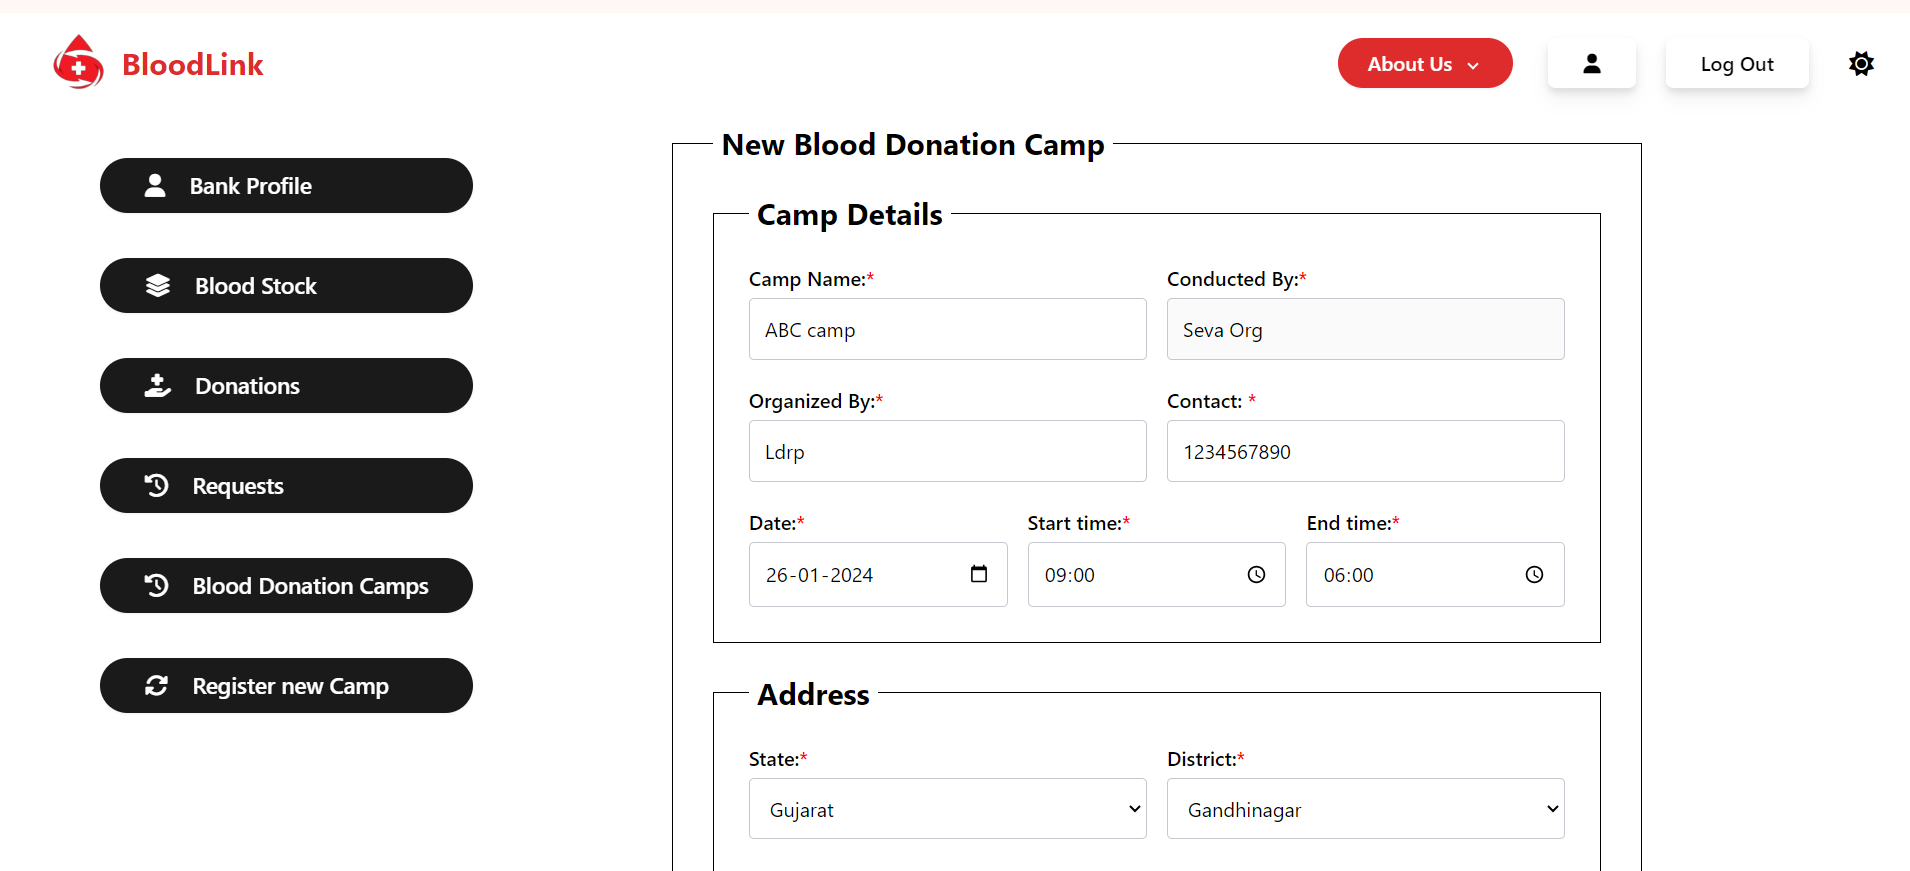 BloodLink
About Us
Log Out
Bank Profile
Blood Stock
Donations
Requests
Blood Donation Camps
Register new Camp
New Blood Donation Camp
Camp Details
Camp Name:* Conducted By:*
ABC camp Seva Org
Organized By:* Contact: *
Ldrp 1234567890
Date:* Start time:* End time:*
26-01-2024 09:00 06:00
Address
State:* District:*
Gujarat Gandhinagar